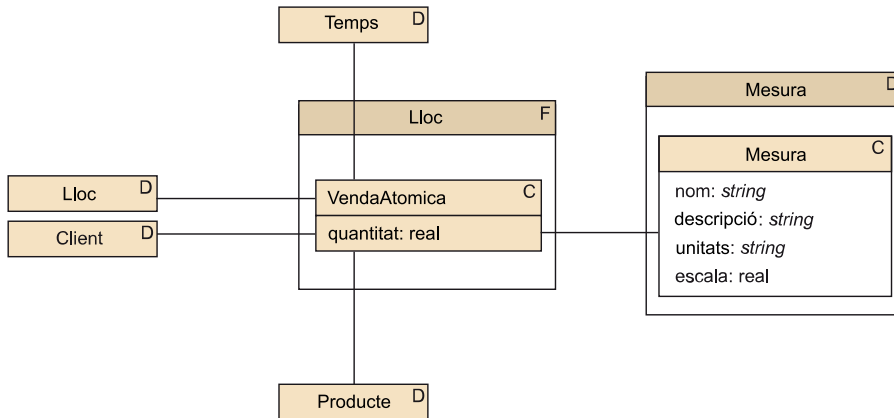 Temps D
Lloc F
Mesura D
Mesura C
nom: string
descripció: string
unitats: string
escala: real
Lloc D
Client D
VendaAtomica C
quantitat: real
Producte D